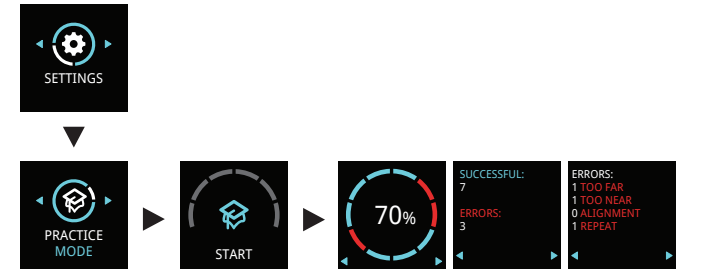 SETTINGS
PRACTICE
MODE
START
70%
SUCCESSFUL:
7
ERRORS:
3
ERRORS:
1 TOO FAR
1 TOO NEAR
0 ALIGNMENT
1 REPEAT